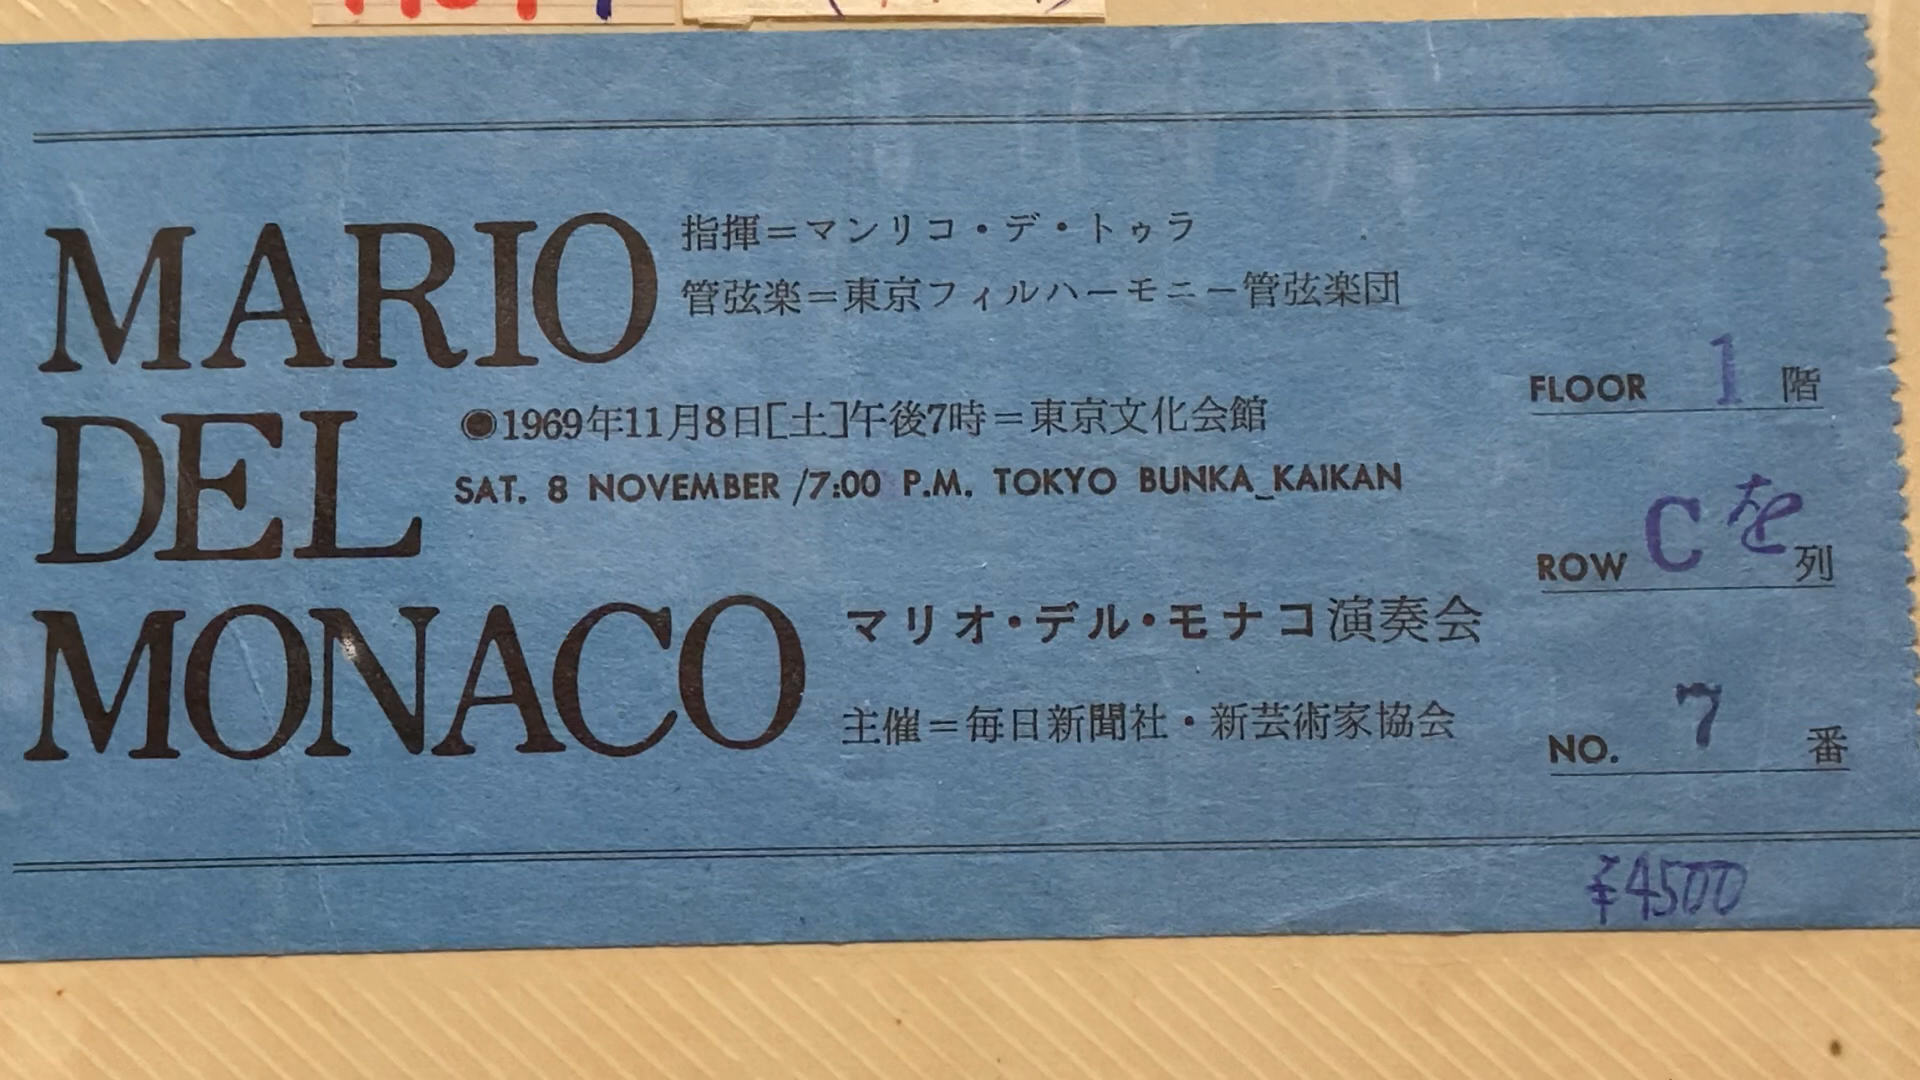 MARIO
DEL
MONACO
指揮＝マンリコ・デ・トゥラ
管弦楽＝東京フィルハーモニー管弦楽団
◉1969年11月8日[土]午後7時＝東京文化会館
SAT. 8 NOVEMBER /7:00 P.M. TOKYO BUNKA_KAIKAN
マリオ・デル・モナコ演奏会
主催＝毎日新聞社・新芸術家協会
FLOOR 1 階
ROW C を 列
NO. 7 番
¥4500